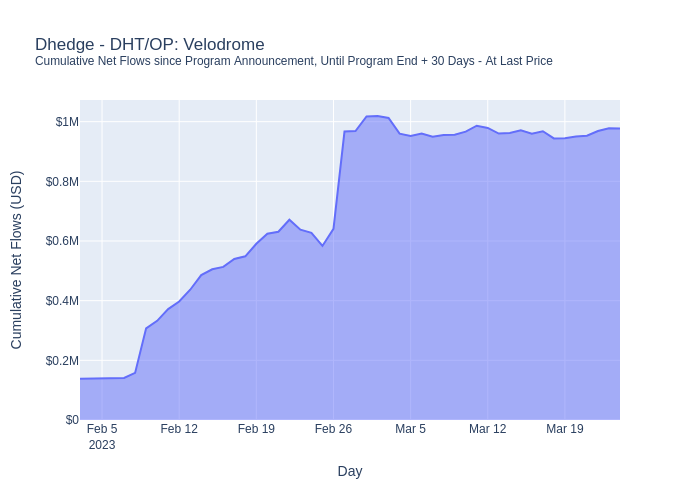 Dhedge - DHT/OP: Velodrome
Cumulative Net Flows since Program Announcement, Until Program End + 30 Days - At Last Price
Cumulative Net Flows (USD)
$1M
$0.8M
$0.6M
$0.4M
$0.2M
$0
Feb 5 Feb 12 Feb 19 Feb 26 Mar 5 Mar 12 Mar 19
2023
Day